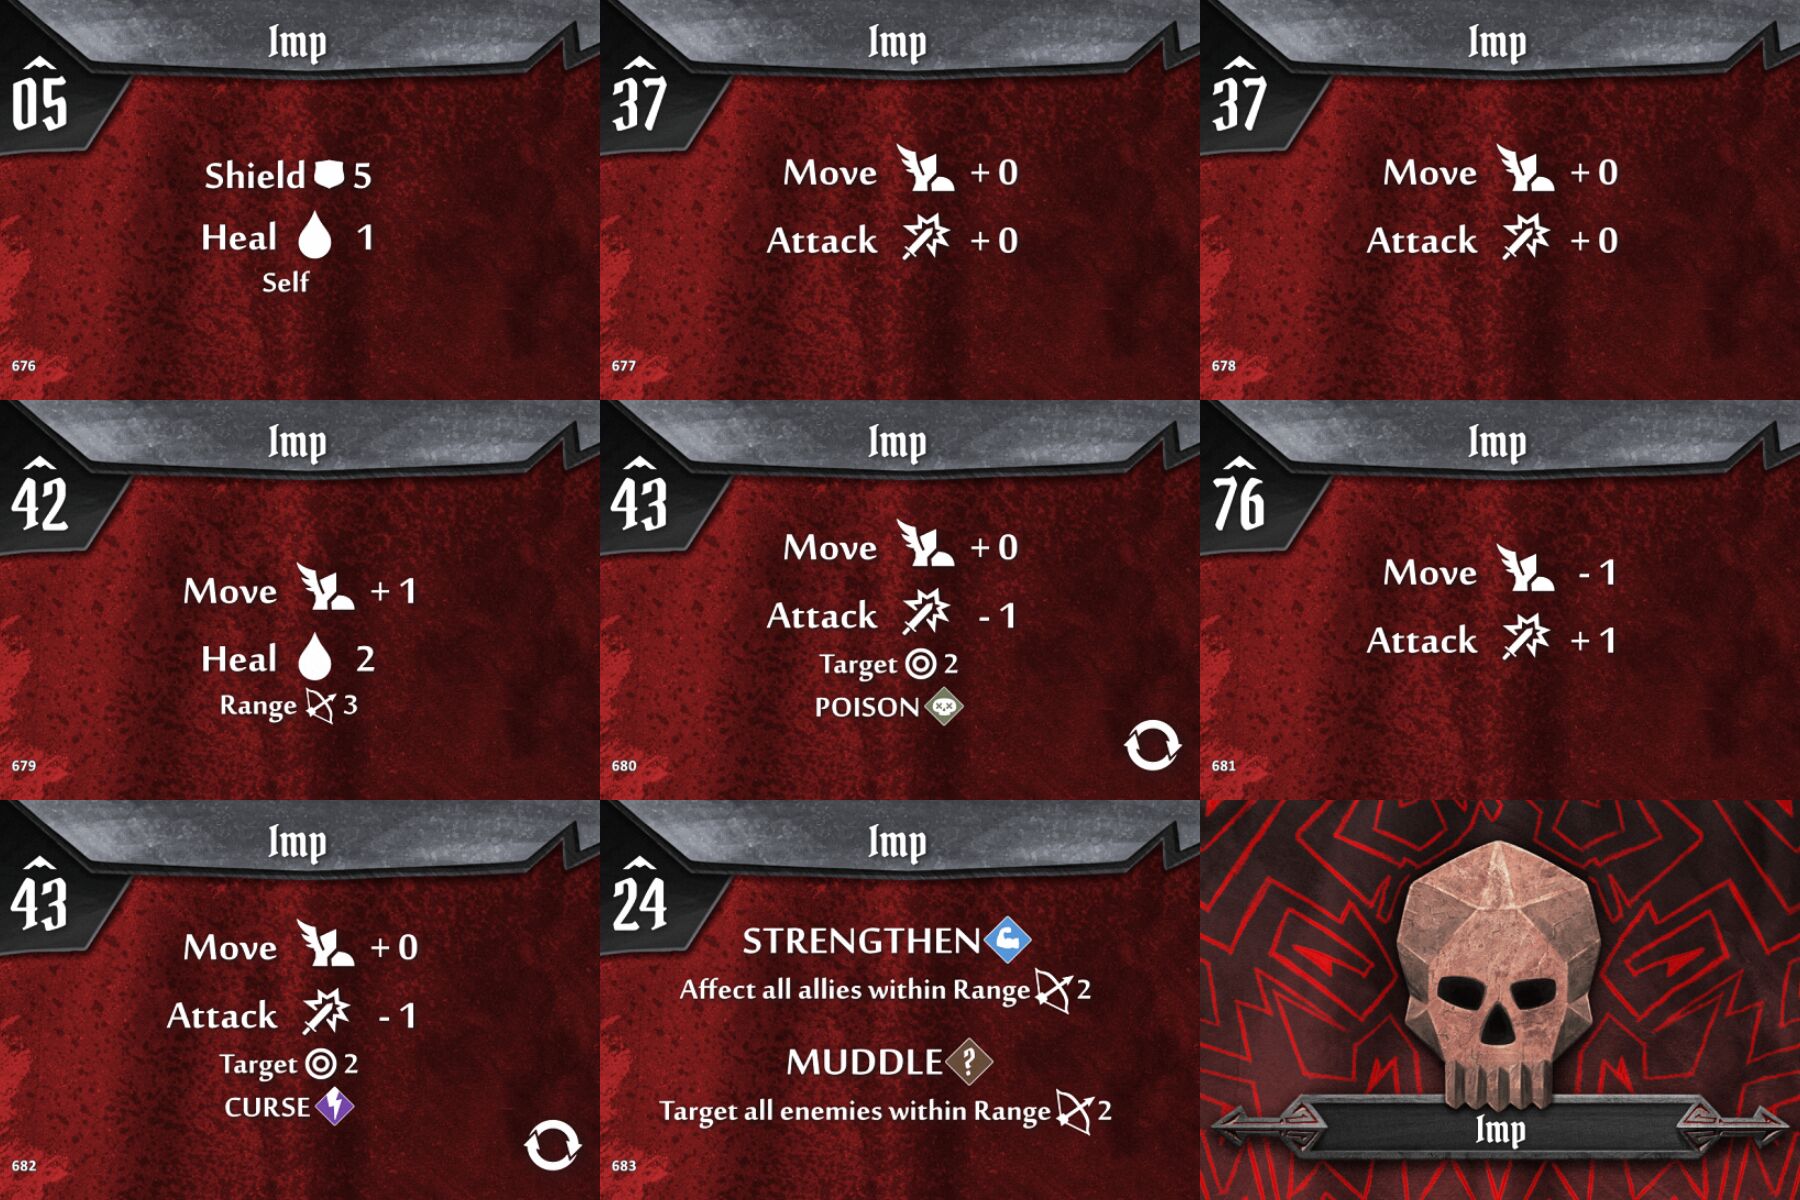 Imp
05
Shield 5
Heal 1
Self
676
Imp
37
Move + 0
Attack + 0
677
Imp
37
Move + 0
Attack + 0
678
Imp
42
Move + 1
Heal 2
Range 3
679
Imp
43
Move + 0
Attack - 1
Target 2
POISON
680
Imp
76
Move - 1
Attack + 1
681
Imp
43
Move + 0
Attack - 1
Target 2
CURSE
682
Imp
24
STRENGTHEN
Affect all allies within Range 2
MUDDLE ?
Target all enemies within Range 2
683
Imp